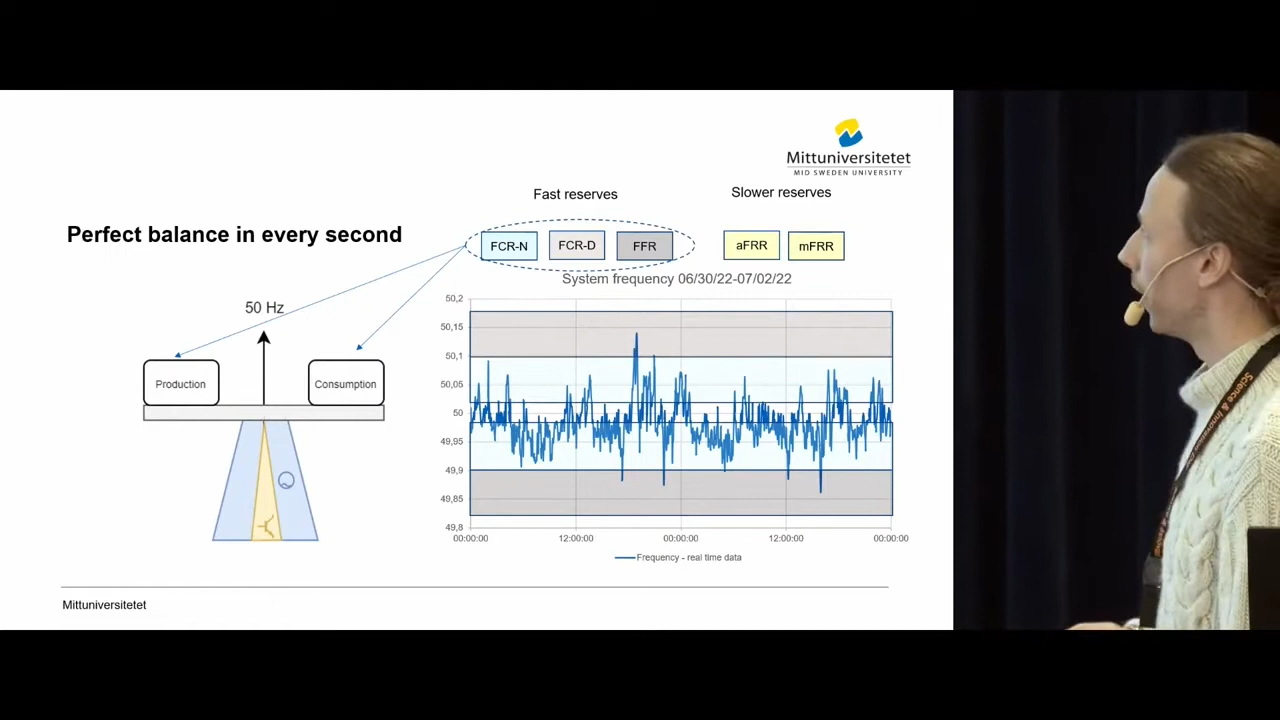 Mittuniversitetet
MID SWEDEN UNIVERSITY
Fast reserves
Slower reserves
Perfect balance in every second
FCR-N
FCR-D
FFR
aFRR
mFRR
System frequency 06/30/22-07/02/22
50 Hz
Production
Consumption
50,2
50,15
50,1
50,05
50
49,95
49,9
49,85
49,8
00:00:00
12:00:00
00:00:00
12:00:00
00:00:00
Frequency - real time data
Mittuniversitetet
Science &